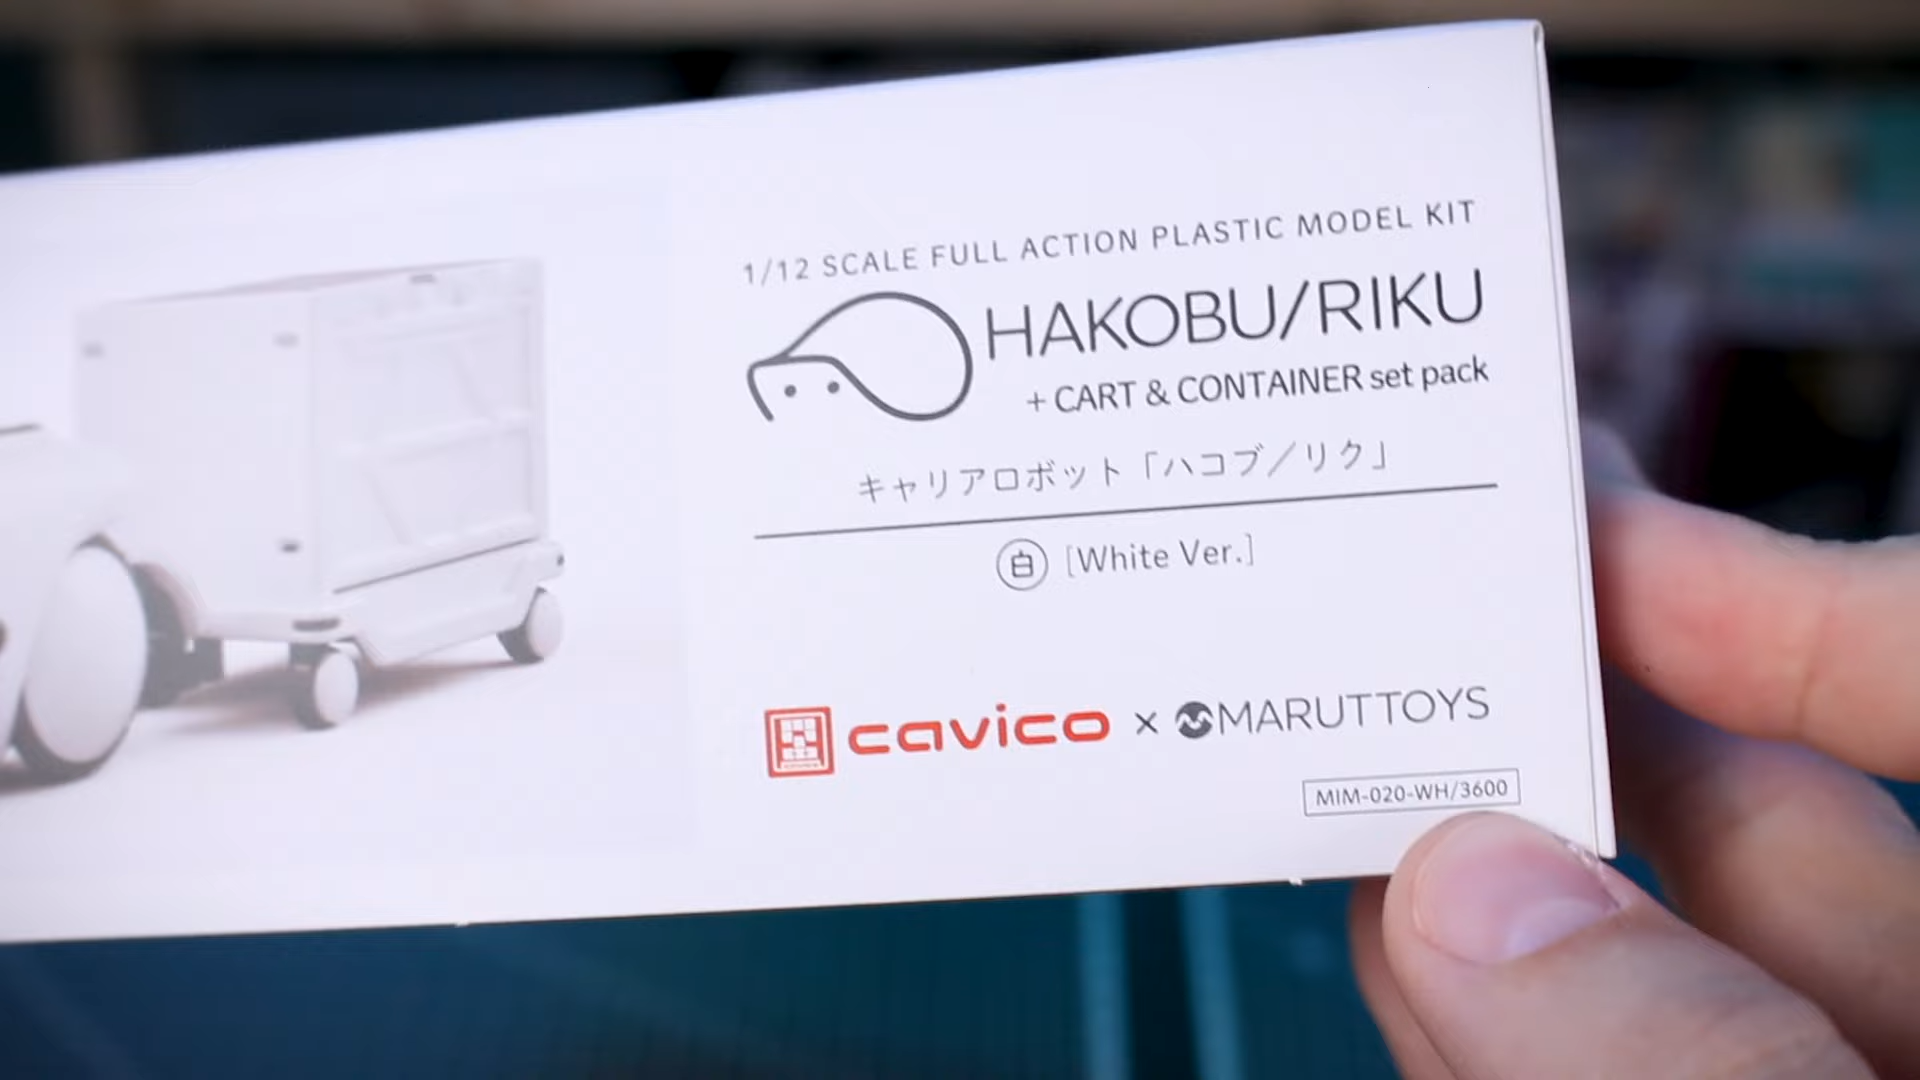 1/12 SCALE FULL ACTION PLASTIC MODEL KIT
HAKOBU/RIKU
+ CART & CONTAINER set pack
キャリアロボット「ハコブ／リク」
白 [White Ver.]
cavico × MARUTTOYS
MIM-020-WH/3600